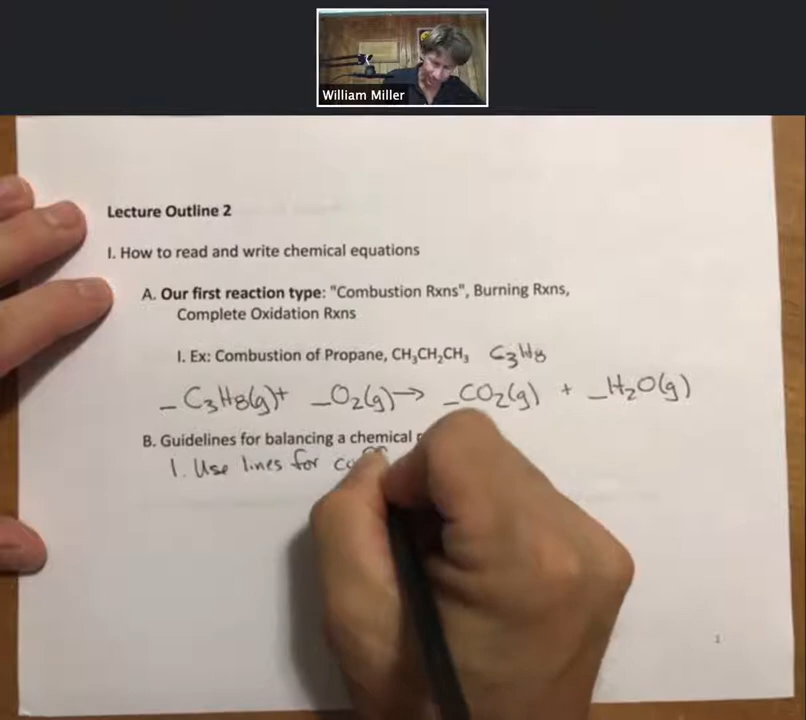 William Miller
Lecture Outline 2
I. How to read and write chemical equations
A. Our first reaction type: "Combustion Rxns", Burning Rxns,
Complete Oxidation Rxns
I. Ex: Combustion of Propane, CH₃CH₂CH₃ C₃H₈
_ C₃H₈(g) + _O₂(g) → _CO₂(g) + _H₂O(g)
B. Guidelines for balancing a chemical
1. Use lines for
1